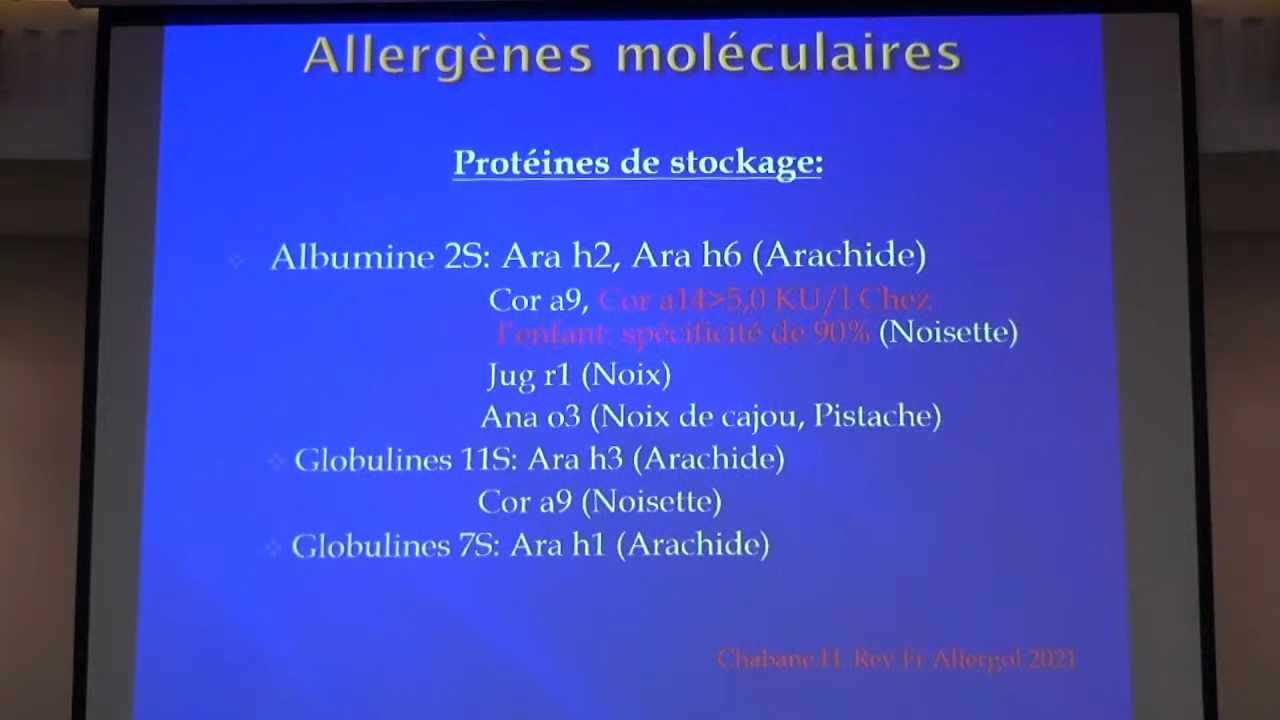 Allergènes moléculaires
Protéines de stockage:
Albumine 2S: Ara h2, Ara h6 (Arachide)
Cor a9, Cor a14>5,0 KU/l Chez
l'enfant: spécificité de 90% (Noisette)
Jug r1 (Noix)
Ana o3 (Noix de cajou, Pistache)
Globulines 11S: Ara h3 (Arachide)
Cor a9 (Noisette)
Globulines 7S: Ara h1 (Arachide)
Chabane.H. Rev Fr Allergol 2021